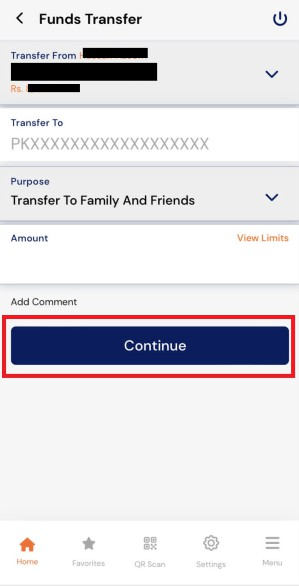 Funds Transfer
Transfer From
Rs.
Transfer To
PKXXXXXXXXXXXXXXXXXXXX
Purpose
Transfer To Family And Friends
Amount View Limits
Add Comment
Continue
Home Favorites QR Scan Settings Menu